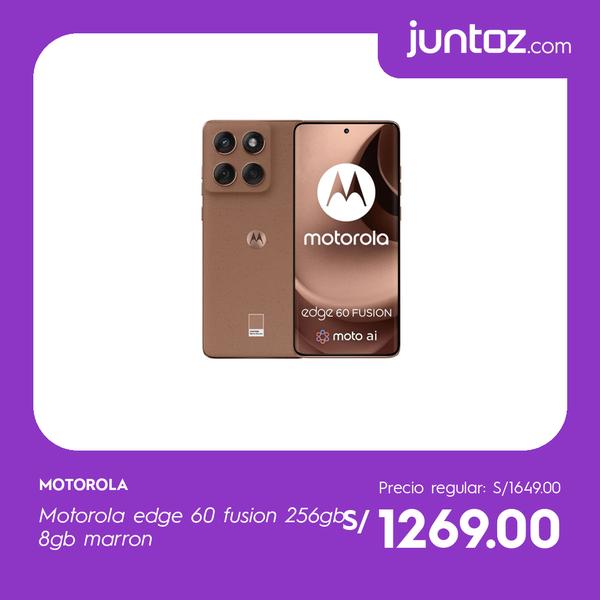 juntoz.com
motorola
edge 60 FUSION
moto ai
MOTOROLA
Motorola edge 60 fusion 256gb
8gb marron
Precio regular: S/1649.00
S/ 1269.00